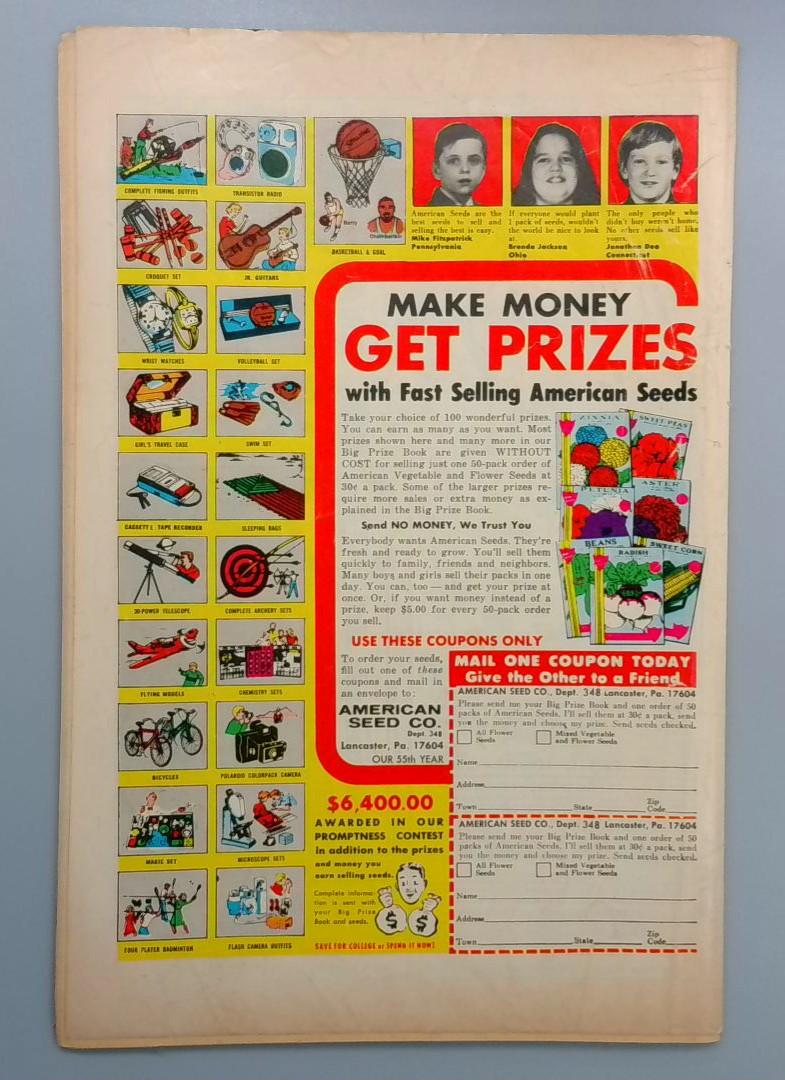 COMPLETE FISHING OUTFITS
TRANSISTOR RADIO
CROQUET SET
JR. GUITARS
WRIST WATCHES
VOLLEYBALL SET
GIRL'S TRAVEL CASE
SWIM SET
CASSETTE TAPE RECORDER
SLEEPING BAGS
30-POWER TELESCOPE
COMPLETE ARCHERY SETS
FLYING MODELS
CHEMISTRY SETS
BICYCLES
POLAROID COLORPACK CAMERA
MAGIC SET
MICROSCOPE SETS
FOUR PLAYER BADMINTON
FLASH CAMERA OUTFITS
Barry
Chamberlain
BASKETBALL & GOAL
American Seeds are the
best seeds to sell and
selling the best is easy.
Mike Fitzpatrick
Pennsylvania
If everyone would plant
1 pack of seeds, wouldn't
the world be nice to look
at.
Brenda Jackson
Ohio
The only people who
didn't buy weren't home.
No other seeds sell like
yours.
Jonathan Dea
Connecticut
MAKE MONEY
GET PRIZES
with Fast Selling American Seeds
Take your choice of 100 wonderful prizes.
You can earn as many as you want. Most
prizes shown here and many more in our
Big Prize Book are given WITHOUT
COST for selling just one 50-pack order of
American Vegetable and Flower Seeds at
30¢ a pack. Some of the larger prizes re-
quire more sales or extra money as ex-
plained in the Big Prize Book.
Send NO MONEY, We Trust You
Everybody wants American Seeds. They're
fresh and ready to grow. You'll sell them
quickly to family, friends and neighbors.
Many boys and girls sell their packs in one
day. You can, too — and get your prize at
once. Or, if you want money instead of a
prize, keep $5.00 for every 50-pack order
you sell.
ZINNIA
SWEET PEAS
PETUNIA
ASTER
BEANS
RADISH
SWEET CORN
USE THESE COUPONS ONLY
To order your seeds,
fill out one of these
coupons and mail in
an envelope to:
AMERICAN
SEED CO.
Dept. 348
Lancaster, Pa. 17604
OUR 55th YEAR
MAIL ONE COUPON TODAY
Give the Other to a Friend
AMERICAN SEED CO., Dept. 348 Lancaster, Pa. 17604
Please send me your Big Prize Book and one order of 50
packs of American Seeds. I'll sell them at 30¢ a pack, send
you the money and choose my prize. Send seeds checked.
All Flower Seeds
Mixed Vegetable and Flower Seeds
Name
Address
Town State Zip Code
$6,400.00
AWARDED IN OUR
PROMPTNESS CONTEST
in addition to the prizes
and money you
earn selling seeds.
Complete informa-
tion is sent with
your Big Prize
Book and seeds.
$ $
SAVE FOR COLLEGE or SPEND IT NOW!
AMERICAN SEED CO., Dept. 348 Lancaster, Pa. 17604
Please send me your Big Prize Book and one order of 50
packs of American Seeds. I'll sell them at 30¢ a pack, send
you the money and choose my prize. Send seeds checked.
All Flower Seeds
Mixed Vegetable and Flower Seeds
Name
Address
Town State Zip Code